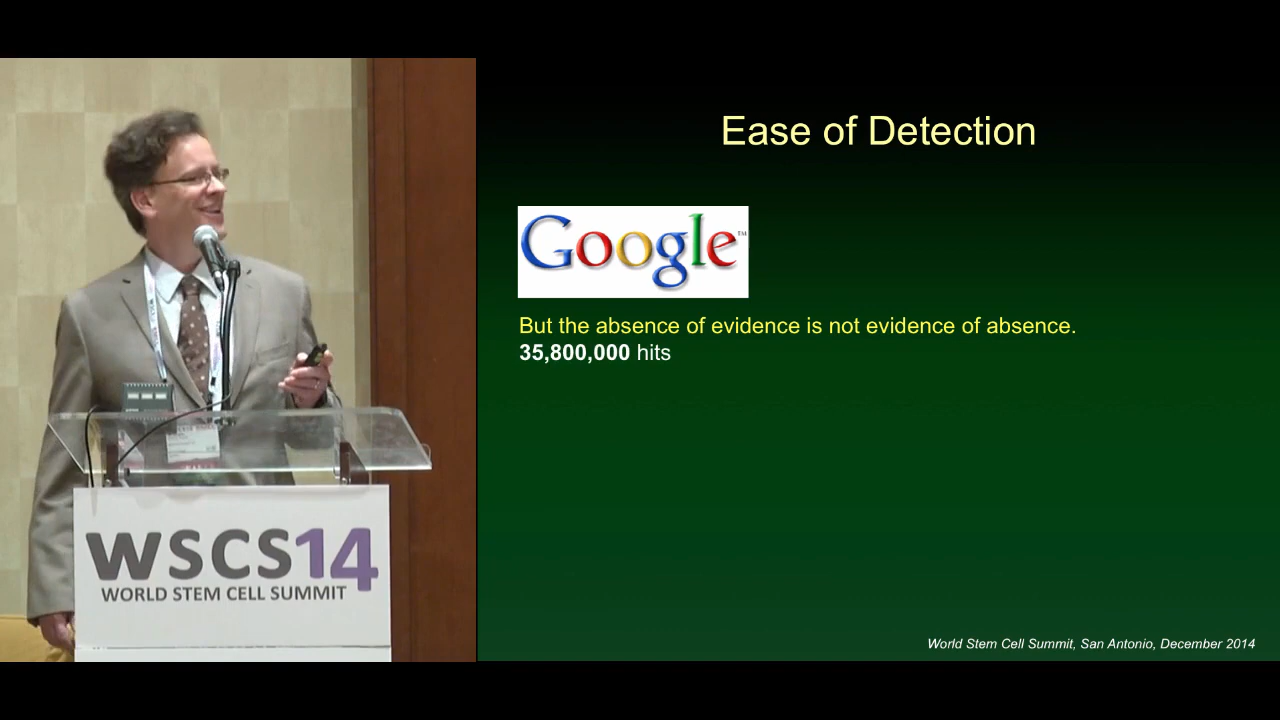 Ease of Detection
Google™
But the absence of evidence is not evidence of absence.
35,800,000 hits
WSCS14
WORLD STEM CELL SUMMIT
World Stem Cell Summit, San Antonio, December 2014